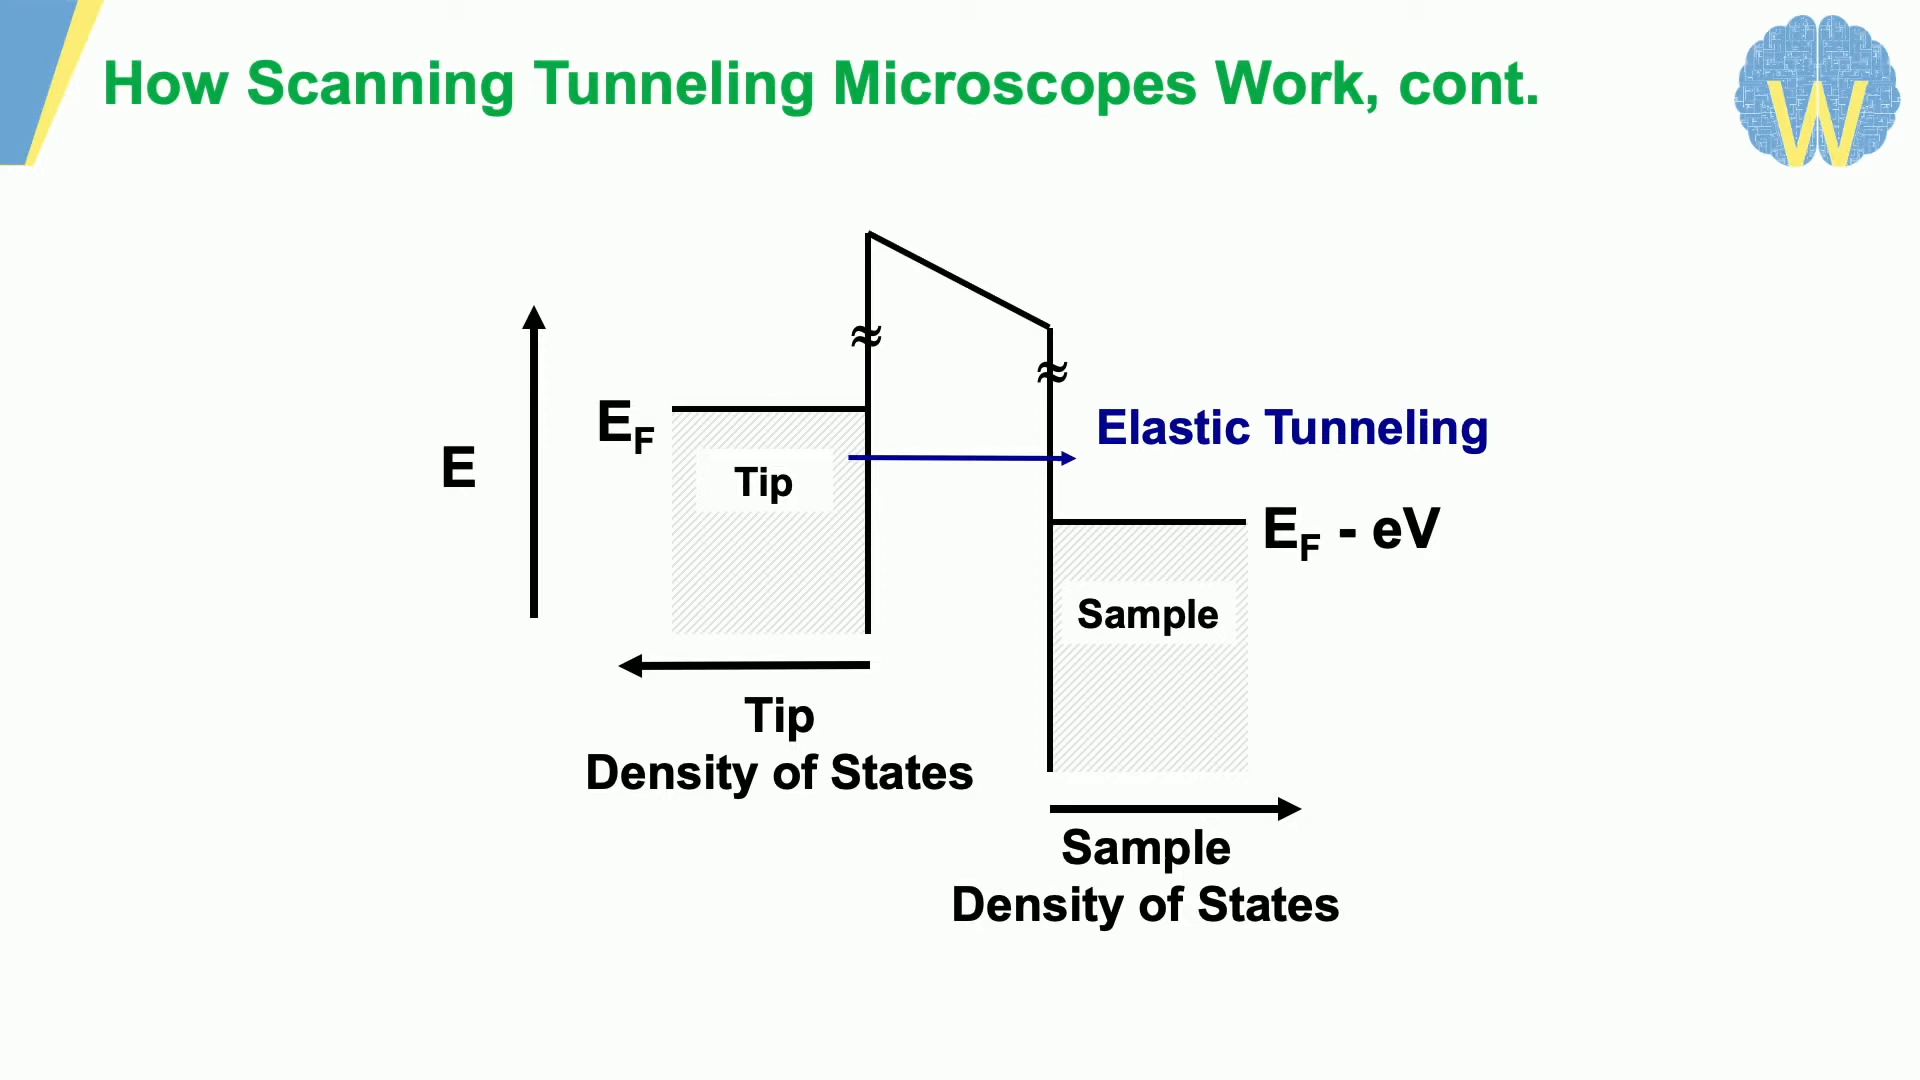 How Scanning Tunneling Microscopes Work, cont.
W
≈
≈
E
E_F
Tip
Elastic Tunneling
E_F - eV
Sample
Tip
Density of States
Sample
Density of States